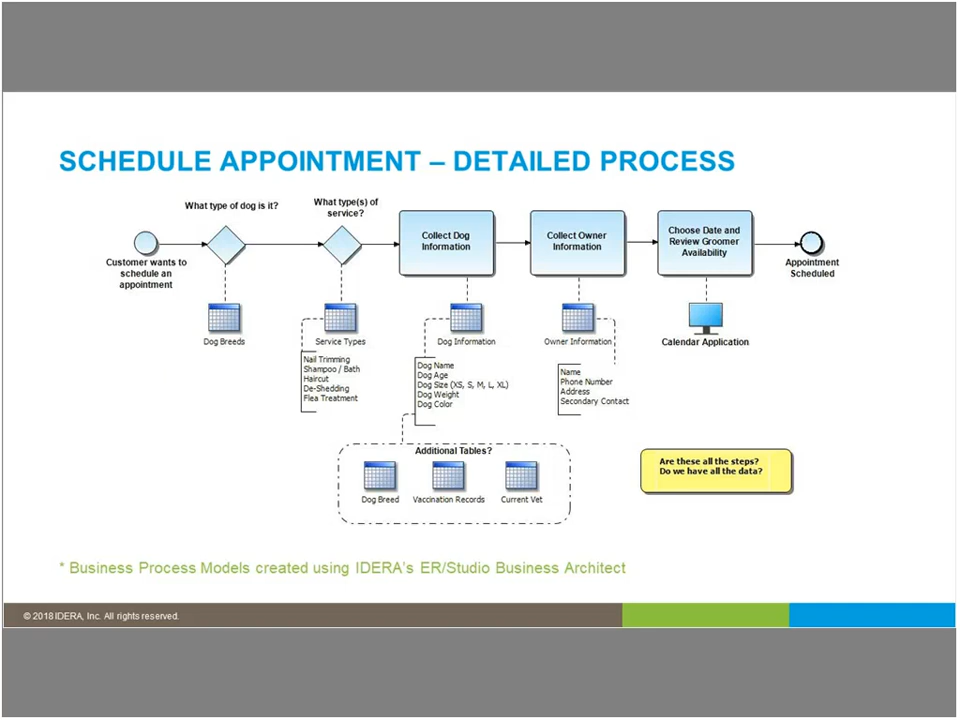 SCHEDULE APPOINTMENT – DETAILED PROCESS
What type of dog is it?
What type(s) of
service?
Collect Dog
Information
Collect Owner
Information
Choose Date and
Review Groomer
Availability
Customer wants to
schedule an
appointment
Appointment
Scheduled
Dog Breeds
Service Types
Dog Information
Owner Information
Calendar Application
Nail Trimming
Shampoo / Bath
Haircut
De-Shedding
Flea Treatment
Dog Name
Dog Age
Dog Size (XS, S, M, L, XL)
Dog Weight
Dog Color
Name
Phone Number
Address
Secondary Contact
Additional Tables?
Dog Breed
Vaccination Records
Current Vet
Are these all the steps?
Do we have all the data?
* Business Process Models created using IDERA's ER/Studio Business Architect
© 2018 IDERA, Inc. All rights reserved.